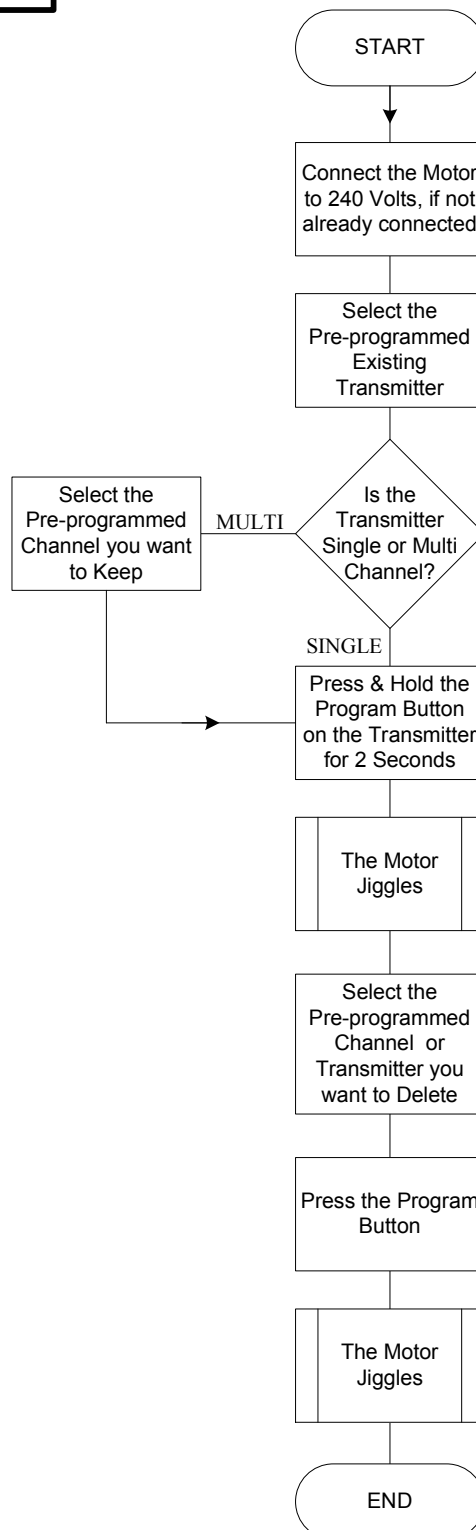 START
Connect the Motor
to 240 Volts, if not
already connected
Select the
Pre-programmed
Existing
Transmitter
Is the
Transmitter
Single or Multi
Channel?
MULTI
Select the
Pre-programmed
Channel you want
to Keep
SINGLE
Press & Hold the
Program Button
on the Transmitter
for 2 Seconds
The Motor
Jiggles
Select the
Pre-programmed
Channel or
Transmitter you
want to Delete
Press the Program
Button
The Motor
Jiggles
END